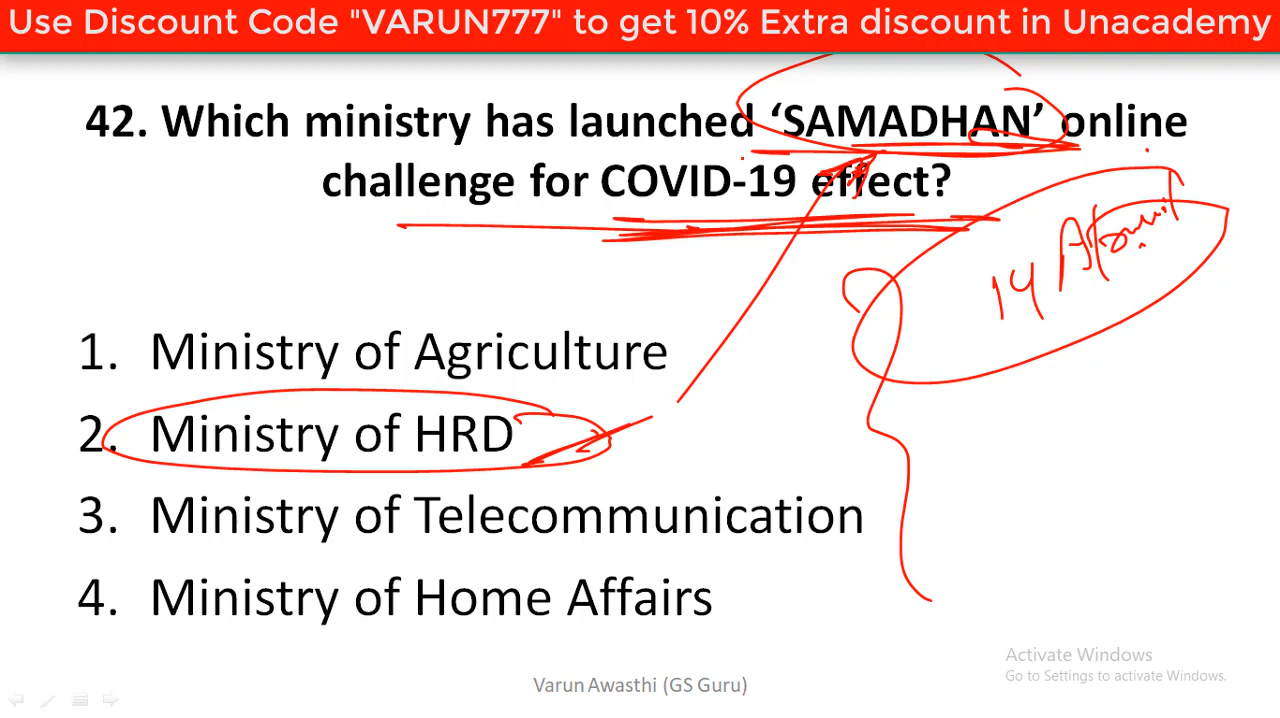 Use Discount Code "VARUN777" to get 10% Extra discount in Unacademy
42. Which ministry has launched ‘SAMADHAN’ online
challenge for COVID-19 effect?
14
1. Ministry of Agriculture
2. Ministry of HRD
3. Ministry of Telecommunication
4. Ministry of Home Affairs
Activate Windows
Go to Settings to activate Windows.
Varun Awasthi (GS Guru)